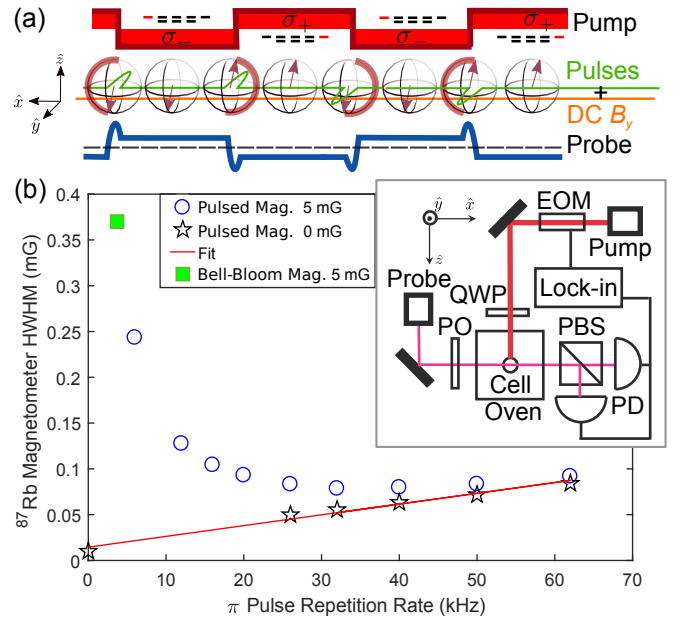 (a)
σ₋ σ₊ σ₋ σ₊ Pump
ẑ
x̂
ŷ
Pulses
+
DC B_y
Probe
(b)
⁸⁷Rb Magnetometer HWHM (mG)
0.4
0.35
0.3
0.25
0.2
0.15
0.1
0.05
0
0 10 20 30 40 50 60 70
π Pulse Repetition Rate (kHz)
Pulsed Mag. 5 mG
Pulsed Mag. 0 mG
Fit
Bell-Bloom Mag. 5 mG
ŷ x̂
ẑ
EOM
Pump
Probe
QWP
Lock-in
PO
PBS
Cell
Oven
PD